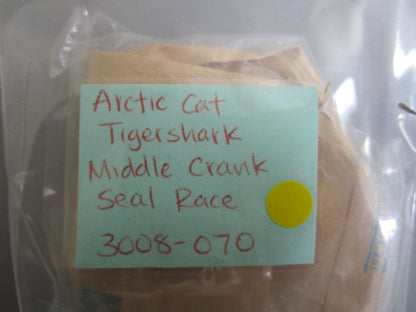 Arctic Cat
Tigershark
Middle Crank
Seal Race
3008-070